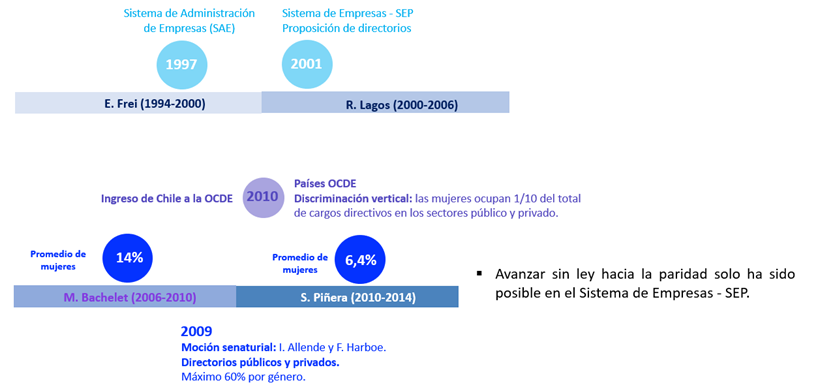 Sistema de Administración
de Empresas (SAE)
Sistema de Empresas - SEP
Proposición de directorios
1997
2001
E. Frei (1994-2000)
R. Lagos (2000-2006)
Ingreso de Chile a la OCDE
2010
Países OCDE
Discriminación vertical: las mujeres ocupan 1/10 del total
de cargos directivos en los sectores público y privado.
Promedio de
mujeres
14%
Promedio de
mujeres
6,4%
M. Bachelet (2006-2010)
S. Piñera (2010-2014)
2009
Moción senaturial: I. Allende y F. Harboe.
Directorios públicos y privados.
Máximo 60% por género.
▪ Avanzar sin ley hacia la paridad solo ha sido
posible en el Sistema de Empresas - SEP.